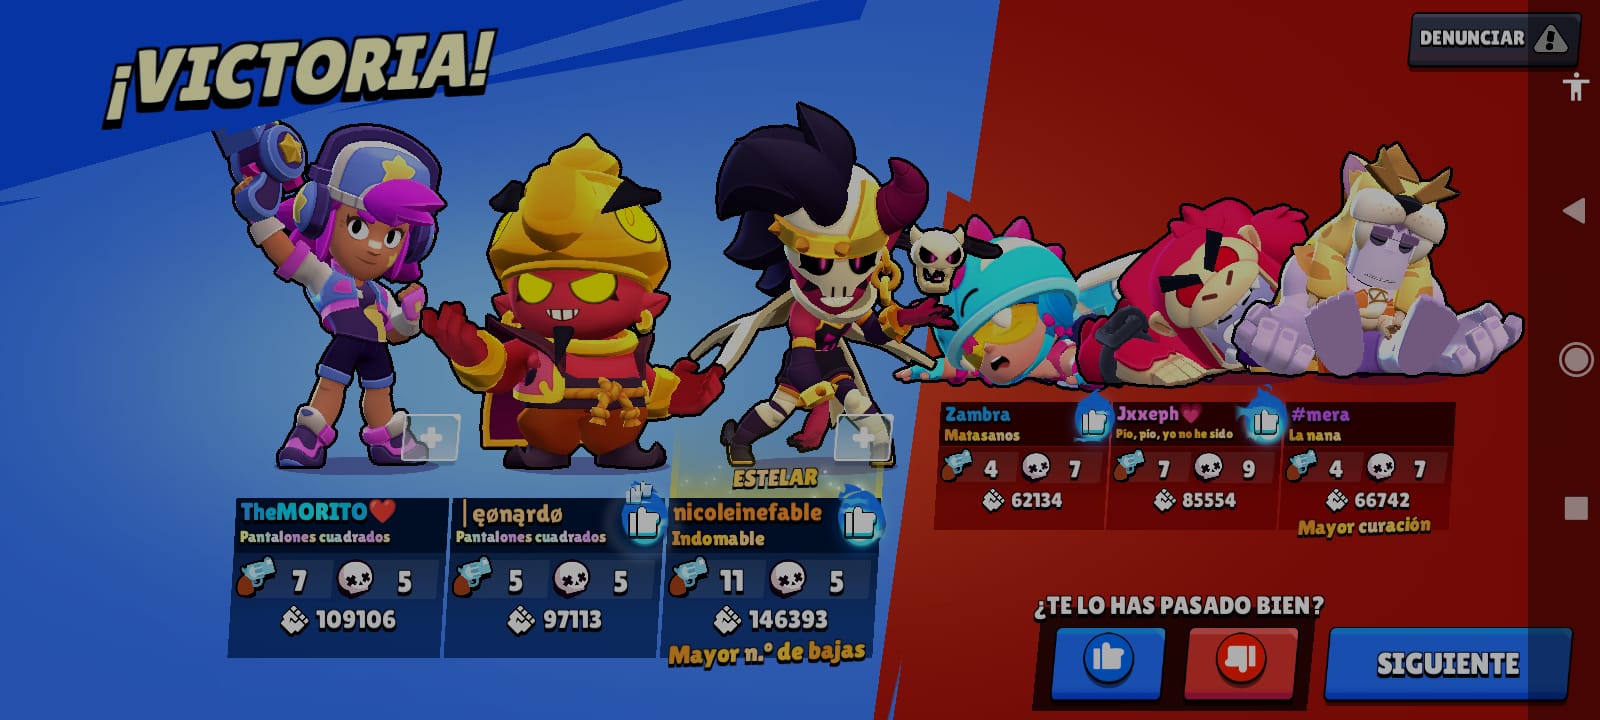 ¡VICTORIA!
DENUNCIAR
ESTELAR
TheMORITO❤️
Pantalones cuadrados
7 5
109106
|ęønąrdø
Pantalones cuadrados
5 5
97113
nicoleinefable
Indomable
11 5
146393
Mayor n.º de bajas
Zambra
Matasanos
4 7
62134
Jxxeph💗
Pío, pío, yo no he sido
7 9
85554
#mera
La nana
4 7
66742
Mayor curación
¿TE LO HAS PASADO BIEN?
SIGUIENTE